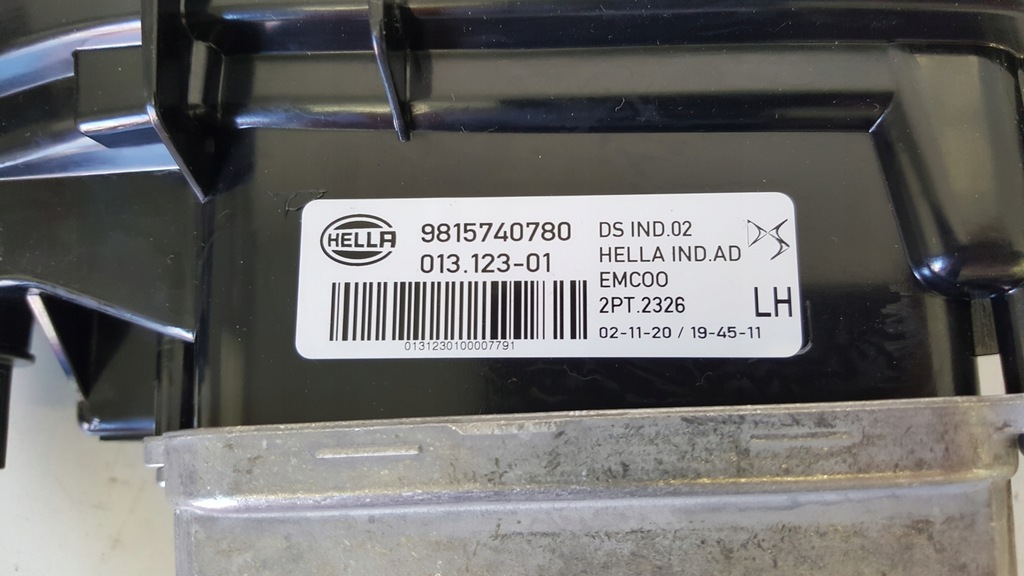 HELLA
9815740780
013.123-01
0131230100007791
DS IND.02
HELLA IND.AD
EMC00
2PT.2326
02-11-20 / 19-45-11
LH